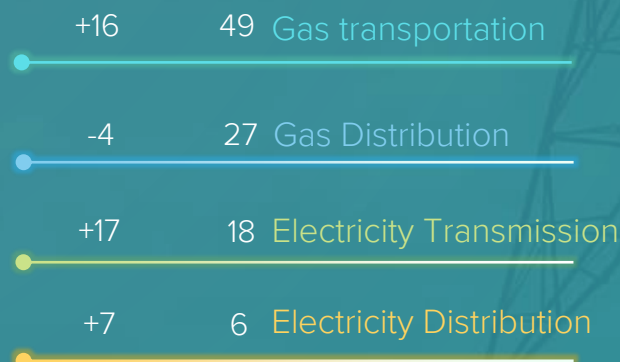 +16 49 Gas transportation
-4 27 Gas Distribution
+17 18 Electricity Transmission
+7 6 Electricity Distribution